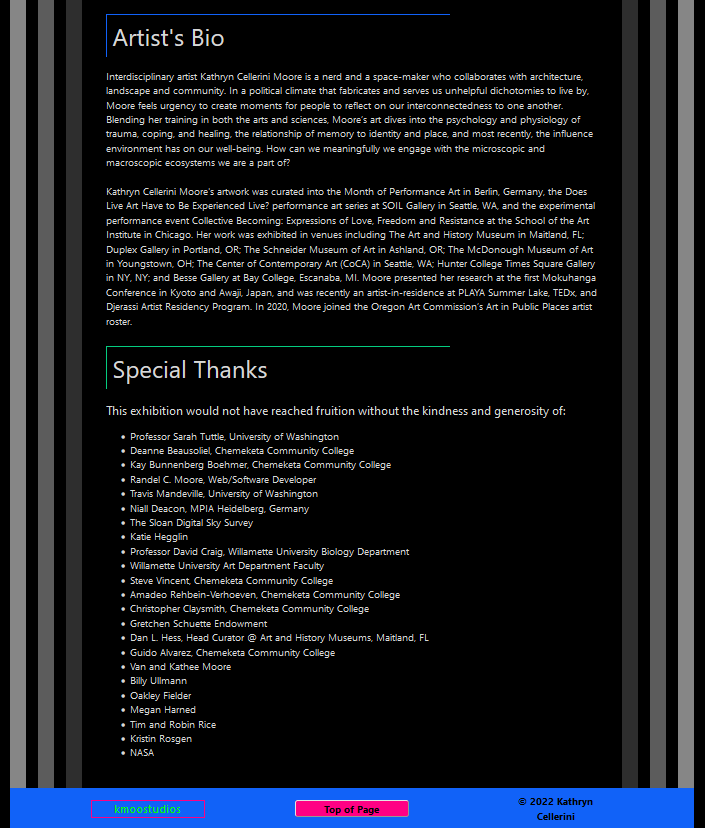 Artist's Bio
Interdisciplinary artist Kathryn Cellerini Moore is a nerd and a space-maker who collaborates with architecture,
landscape and community. In a political climate that fabricates and serves us unhelpful dichotomies to live by,
Moore feels urgency to create moments for people to reflect on our interconnectedness to one another.
Blending her training in both the arts and sciences, Moore's art dives into the psychology and physiology of
trauma, coping, and healing, the relationship of memory to identity and place, and most recently, the influence
environment has on our well-being. How can we meaningfully we engage with the microscopic and
macroscopic ecosystems we are a part of?
Kathryn Cellerini Moore's artwork was curated into the Month of Performance Art in Berlin, Germany, the Does
Live Art Have to Be Experienced Live? performance art series at SOIL Gallery in Seattle, WA, and the experimental
performance event Collective Becoming: Expressions of Love, Freedom and Resistance at the School of the Art
Institute in Chicago. Her work was exhibited in venues including The Art and History Museum in Maitland, FL;
Duplex Gallery in Portland, OR; The Schneider Museum of Art in Ashland, OR; The McDonough Museum of Art
in Youngstown, OH; The Center of Contemporary Art (CoCA) in Seattle, WA; Hunter College Times Square Gallery
in NY, NY; and Besse Gallery at Bay College, Escanaba, MI. Moore presented her research at the first Mokuhanga
Conference in Kyoto and Awaji, Japan, and was recently an artist-in-residence at PLAYA Summer Lake, TEDx, and
Djerassi Artist Residency Program. In 2020, Moore joined the Oregon Art Commission's Art in Public Places artist
roster.
Special Thanks
This exhibition would not have reached fruition without the kindness and generosity of:
• Professor Sarah Tuttle, University of Washington
• Deanne Beausoliel, Chemeketa Community College
• Kay Bunnenberg Boehmer, Chemeketa Community College
• Randel C. Moore, Web/Software Developer
• Travis Mandeville, University of Washington
• Niall Deacon, MPIA Heidelberg, Germany
• The Sloan Digital Sky Survey
• Katie Hegglin
• Professor David Craig, Willamette University Biology Department
• Willamette University Art Department Faculty
• Steve Vincent, Chemeketa Community College
• Amadeo Rehbein-Verhoeven, Chemeketa Community College
• Christopher Claysmith, Chemeketa Community College
• Gretchen Schuette Endowment
• Dan L. Hess, Head Curator @ Art and History Museums, Maitland, FL
• Guido Alvarez, Chemeketa Community College
• Van and Kathee Moore
• Billy Ullmann
• Oakley Fielder
• Megan Harned
• Tim and Robin Rice
• Kristin Rosgen
• NASA
kmoostudios
Top of Page
© 2022 Kathryn
Cellerini